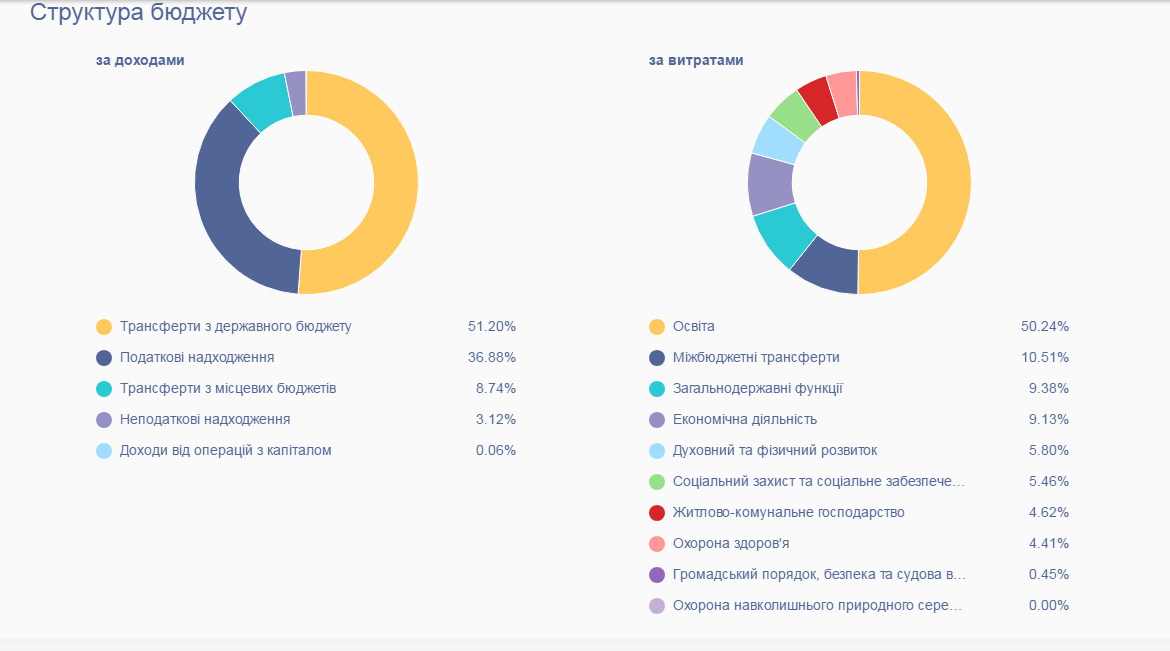 Структура бюджету
за доходами
Трансферти з державного бюджету 51.20%
Податкові надходження 36.88%
Трансферти з місцевих бюджетів 8.74%
Неподаткові надходження 3.12%
Доходи від операцій з капіталом 0.06%
за витратами
Освіта 50.24%
Міжбюджетні трансферти 10.51%
Загальнодержавні функції 9.38%
Економічна діяльність 9.13%
Духовний та фізичний розвиток 5.80%
Соціальний захист та соціальне забезпече... 5.46%
Житлово-комунальне господарство 4.62%
Охорона здоров'я 4.41%
Громадський порядок, безпека та судова в... 0.45%
Охорона навколишнього природного сере... 0.00%